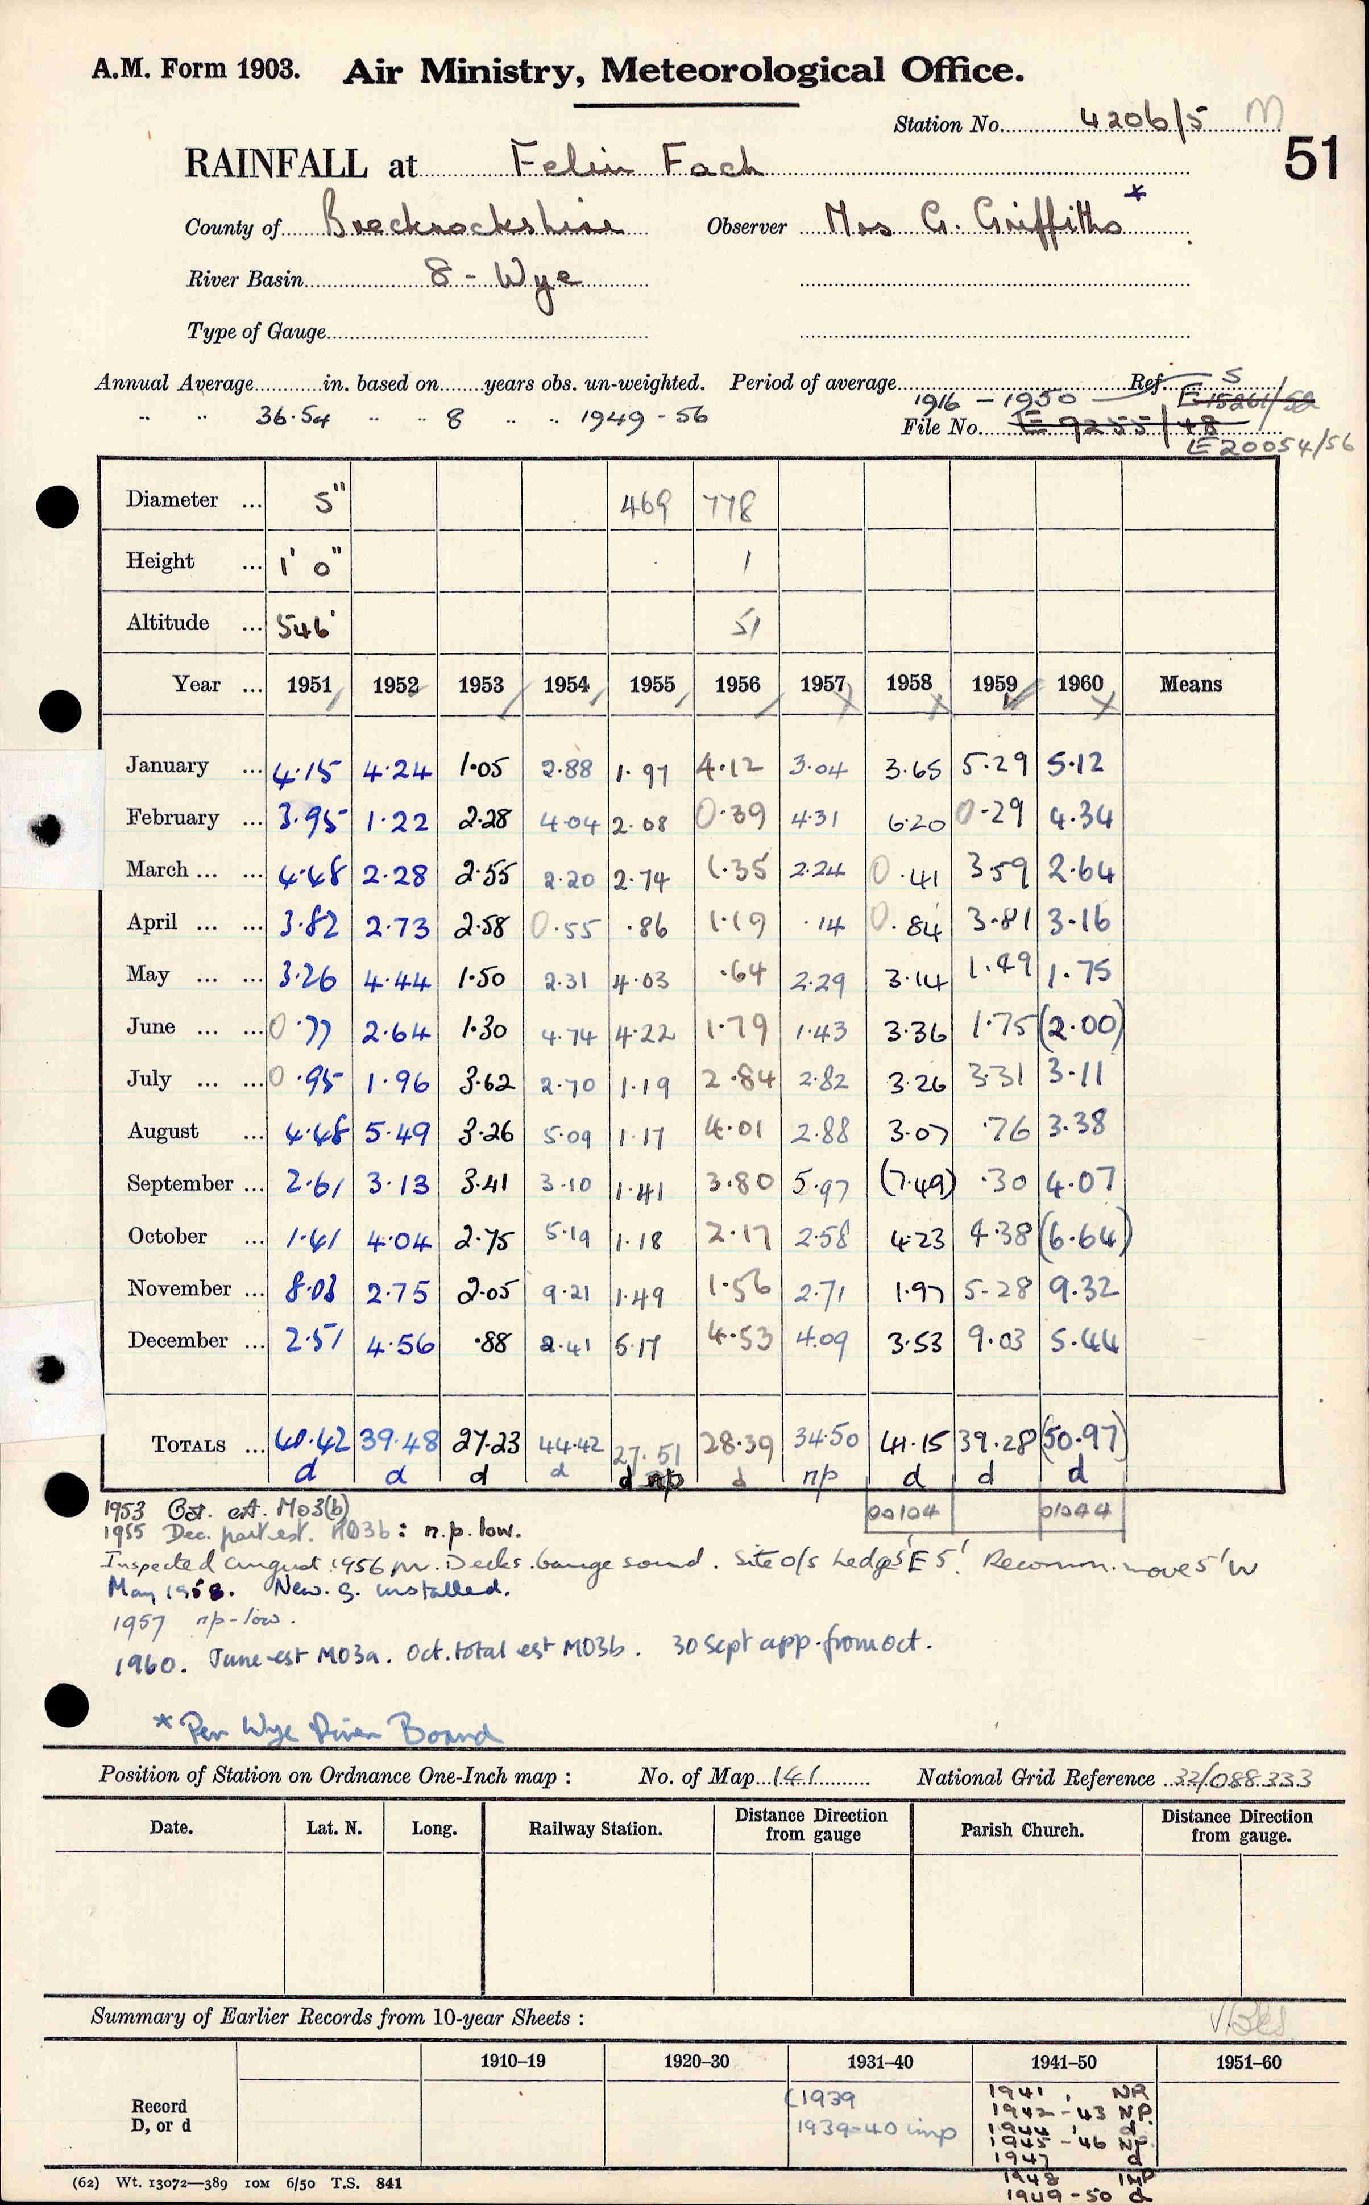 A.M. Form 1903. Air Ministry, Meteorological Office.
Station No. 4206/5 M
51
RAINFALL at Felin Fach
County of Brecknockshire Observer Mrs G. Griffiths *
River Basin 8 - Wye
Type of Gauge
Annual Average in. based on years obs. un-weighted. Period of average 1916 - 1950 Ref. S
E 15261/52
" " 36.54 " " 8 " " 1949 - 56 File No. E 9255/48
E 20054/56
Diameter ... 5" 469 778
Height ... 1' 0" 1
Altitude ... 546' 51
Year ... 1951 1952 1953 1954 1955 1956 1957 1958 1959 1960 Means
January ... 4.15 4.24 1.05 2.88 1.97 4.12 3.04 3.65 5.29 5.12
February ... 3.95 1.22 2.28 4.04 2.08 0.39 4.31 6.20 0.29 4.34
March ... ... 4.48 2.28 2.55 2.20 2.74 1.35 2.24 0.41 3.59 2.64
April ... ... 3.82 2.73 2.58 0.55 .86 1.19 .14 0.84 3.81 3.16
May ... ... 3.26 4.44 1.50 2.31 4.03 .64 2.29 3.14 1.49 1.75
June ... ... 0.77 2.64 1.30 4.74 4.22 1.79 1.43 3.36 1.75 (2.00)
July ... ... 0.95 1.96 3.62 2.70 1.19 2.84 2.82 3.26 3.31 3.11
August ... 4.48 5.49 3.26 5.09 1.17 4.01 2.88 3.07 .76 3.38
September ... 2.61 3.13 3.41 3.10 1.41 3.80 5.97 (7.49) .30 4.07
October ... 1.41 4.04 2.75 5.19 1.18 2.17 2.58 4.23 4.38 (6.64)
November ... 8.03 2.75 2.05 9.21 1.49 1.56 2.71 1.97 5.28 9.32
December ... 2.51 4.56 .88 2.41 5.17 4.53 4.09 3.53 9.03 5.44
TOTALS ... 40.42 39.48 27.23 44.42 27.51 28.39 34.50 41.15 39.28 (50.97)
d d d d d np d np d d d
00104 01044
1953 Oct. est. M03(b)
1955 Dec. part est. M03b : n.p. low.
Inspected August 1956 Mr. Decks. Gauge sound. Site o/s hedge 'E 5'. Recomm. move 5' W
May 1958. New. g. installed.
1957 np-low.
1960. June est M03a. Oct. total est M03b. 30 Sept app. from Oct.
* Per Wye River Board
Position of Station on Ordnance One-Inch map : No. of Map 141 National Grid Reference 32/088333
Date. Lat. N. Long. Railway Station. Distance Direction from gauge Parish Church. Distance Direction from gauge.
Summary of Earlier Records from 10-year Sheets :
1910–19 1920–30 1931–40 1941–50 1951–60
Record D, or d
(1939
1939-40 imp
1941 . NR
1942 - 43 NP
1944 d
1945 - 46 NP
1947 d
1948 IMP
1949 - 50 d
(62) Wt. 13072—389 10M 6/50 T.S. 841